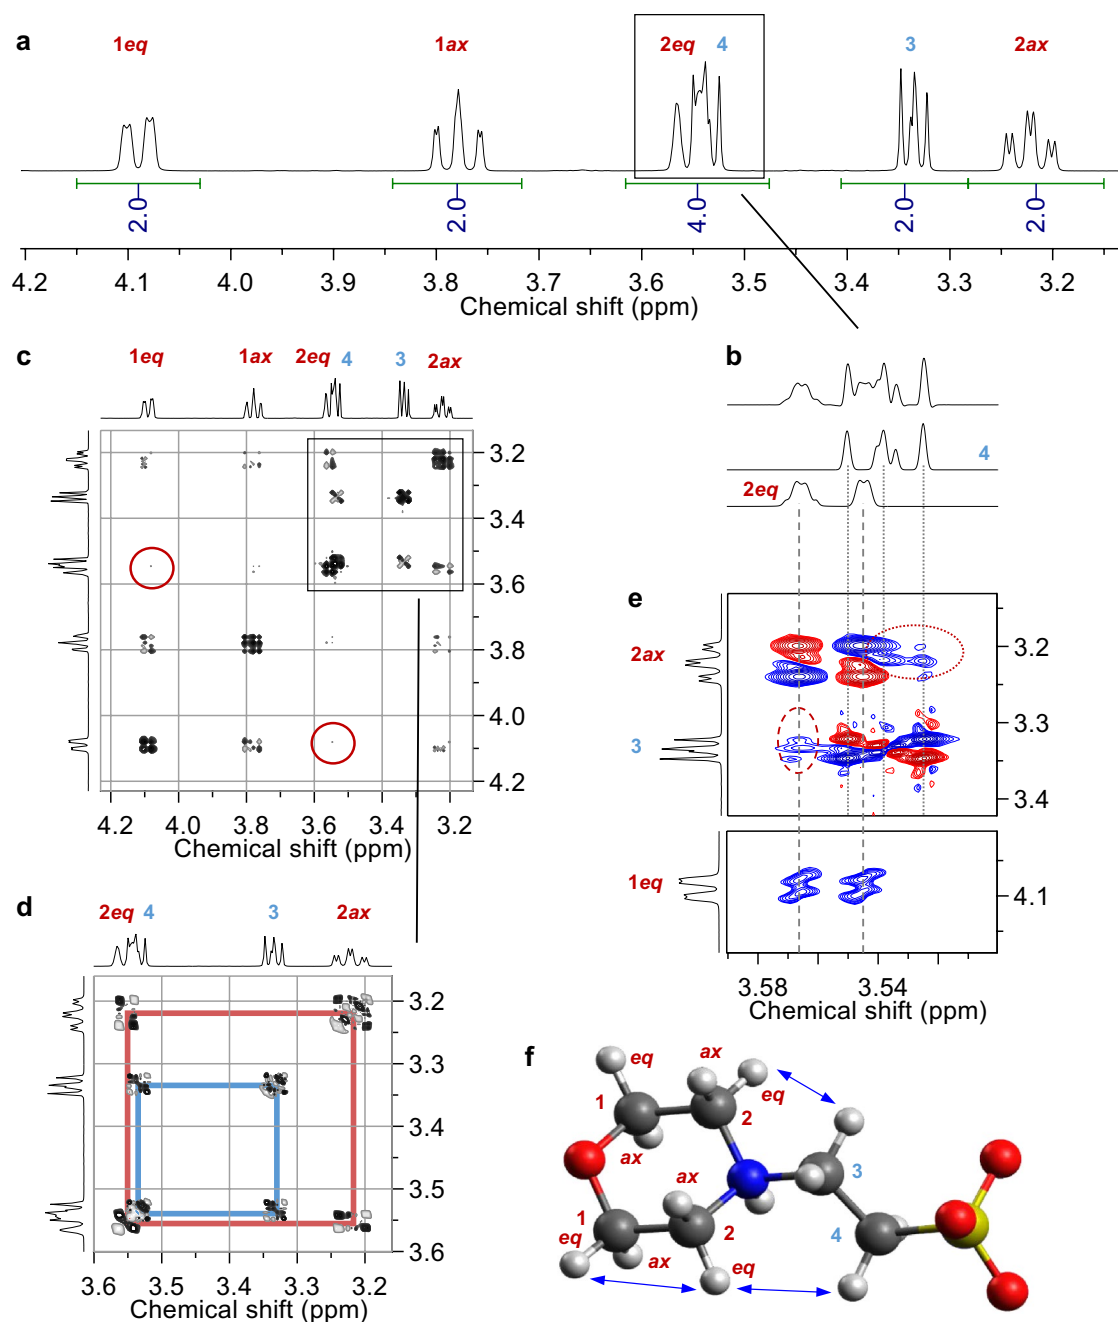 a
1eq
1ax
2eq 4
3
2ax
2.0
2.0
4.0
2.0
2.0
4.2 4.1 4.0 3.9 3.8 3.7 3.6 3.5 3.4 3.3 3.2
Chemical shift (ppm)
b
4
2eq
c
1eq 1ax 2eq 4 3 2ax
3.2
3.4
3.6
3.8
4.0
4.2
4.2 4.0 3.8 3.6 3.4 3.2
Chemical shift (ppm)
d
2eq 4 3 2ax
3.2
3.3
3.4
3.5
3.6
3.6 3.5 3.4 3.3 3.2
Chemical shift (ppm)
e
2ax
3
1eq
3.2
3.3
3.4
4.1
3.58 3.54
Chemical shift (ppm)
f
eq
ax
eq
1
2
ax
ax
3
1
2
4
eq
ax
eq